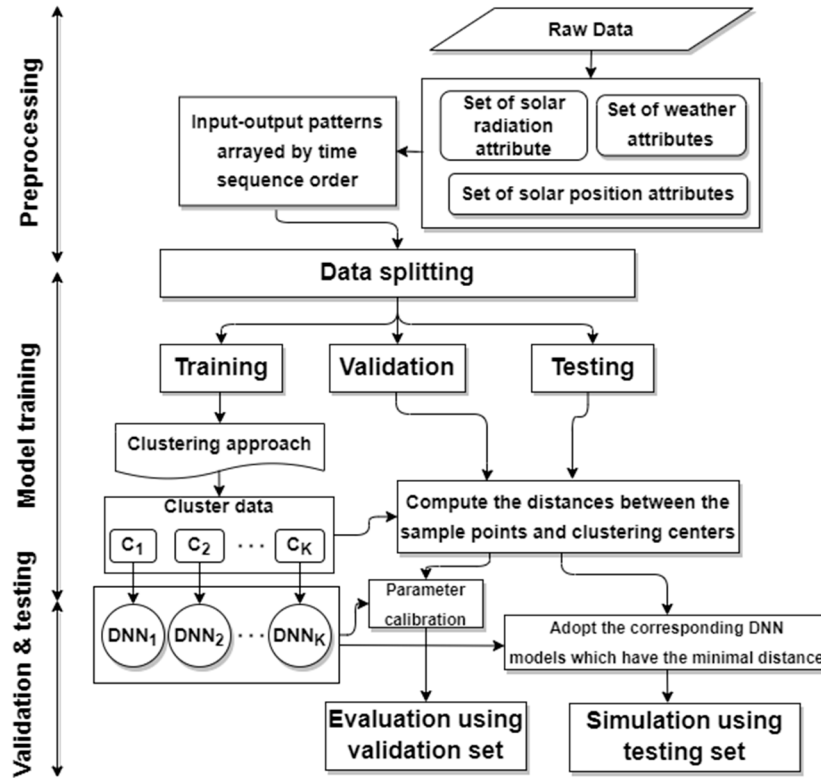 Preprocessing
Raw Data
Set of solar
radiation
attribute
Set of weather
attributes
Set of solar position attributes
Input-output patterns
arrayed by time
sequence order
Data splitting
Model training
Training
Validation
Testing
Clustering approach
Cluster data
C1
C2
...
CK
Compute the distances between the
sample points and clustering centers
Validation & testing
DNN1
DNN2
...
DNNK
Parameter
calibration
Adopt the corresponding DNN
models which have the minimal distance
Evaluation using
validation set
Simulation using
testing set